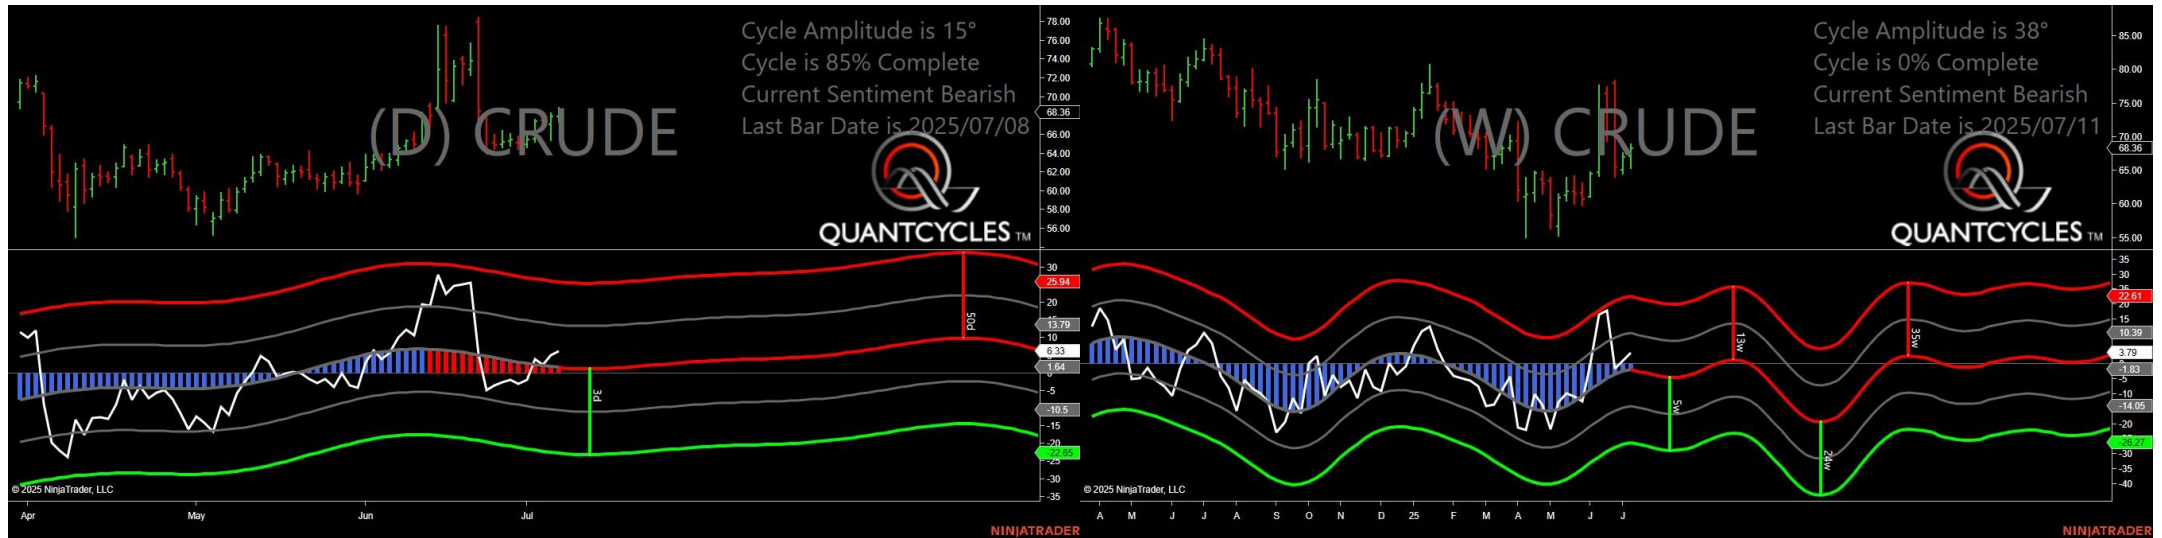 Cycle Amplitude is 15°
Cycle is 85% Complete
Current Sentiment Bearish
Last Bar Date is 2025/07/08
(D) CRUDE
QUANTCYCLES TM
78.00
76.00
74.00
72.00
70.00
68.36
66.00
64.00
62.00
60.00
58.00
56.00
30
25.94
20
13.79
10
6.33
1.64
-5
-10.5
-15
-20
-22.65
-25
-30
-35
50d
3d
© 2025 NinjaTrader, LLC
Apr May Jun Jul
NINJATRADER
Cycle Amplitude is 38°
Cycle is 0% Complete
Current Sentiment Bearish
Last Bar Date is 2025/07/11
(W) CRUDE
QUANTCYCLES TM
85.00
80.00
75.00
70.00
68.36
65.00
60.00
55.00
35
30
22.61
15
10.39
3.79
-1.83
-5
-10
-14.05
-20
-26.27
-30
-35
-40
13w
35w
5w
24w
© 2025 NinjaTrader, LLC
A M J J A S O N D 25 F M A M J J
NINJATRADER